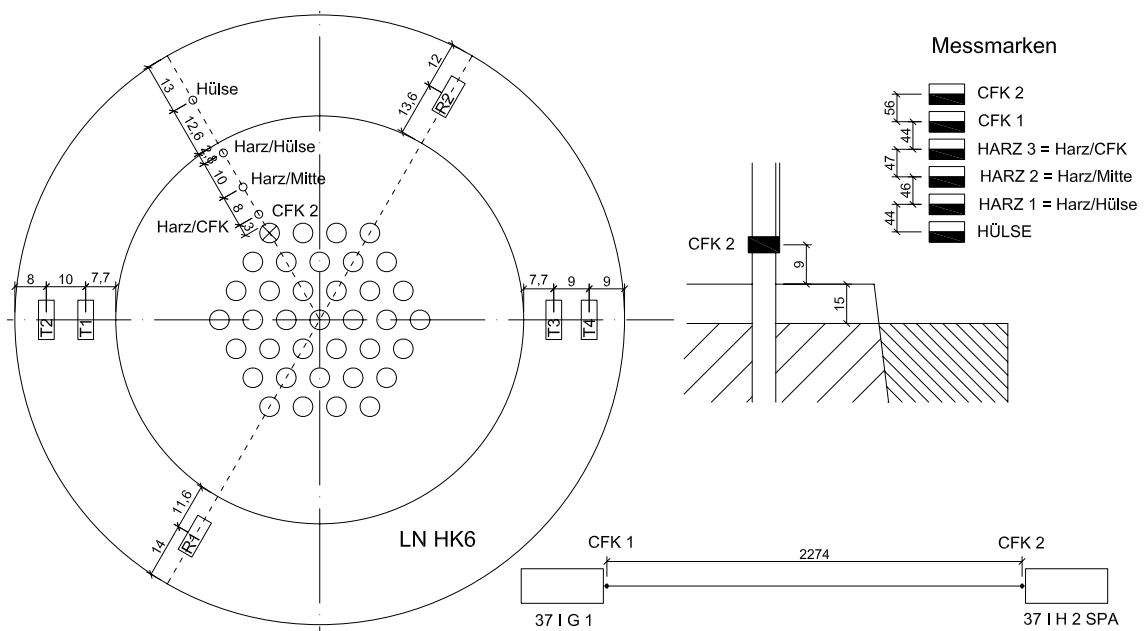 12
13,6
R2
13
Hülse
12,6
2,8
Harz/Hülse
10
Harz/Mitte
8
3
Harz/CFK
CFK 2
8
10
7,7
T2
T1
7,7
9
9
T3
T4
11,6
14
R1
LN HK6
Messmarken
CFK 2
56
CFK 1
44
HARZ 3 = Harz/CFK
47
HARZ 2 = Harz/Mitte
46
HARZ 1 = Harz/Hülse
44
HÜLSE
CFK 2
9
15
CFK 1
2274
CFK 2
37 I G 1
37 I H 2 SPA